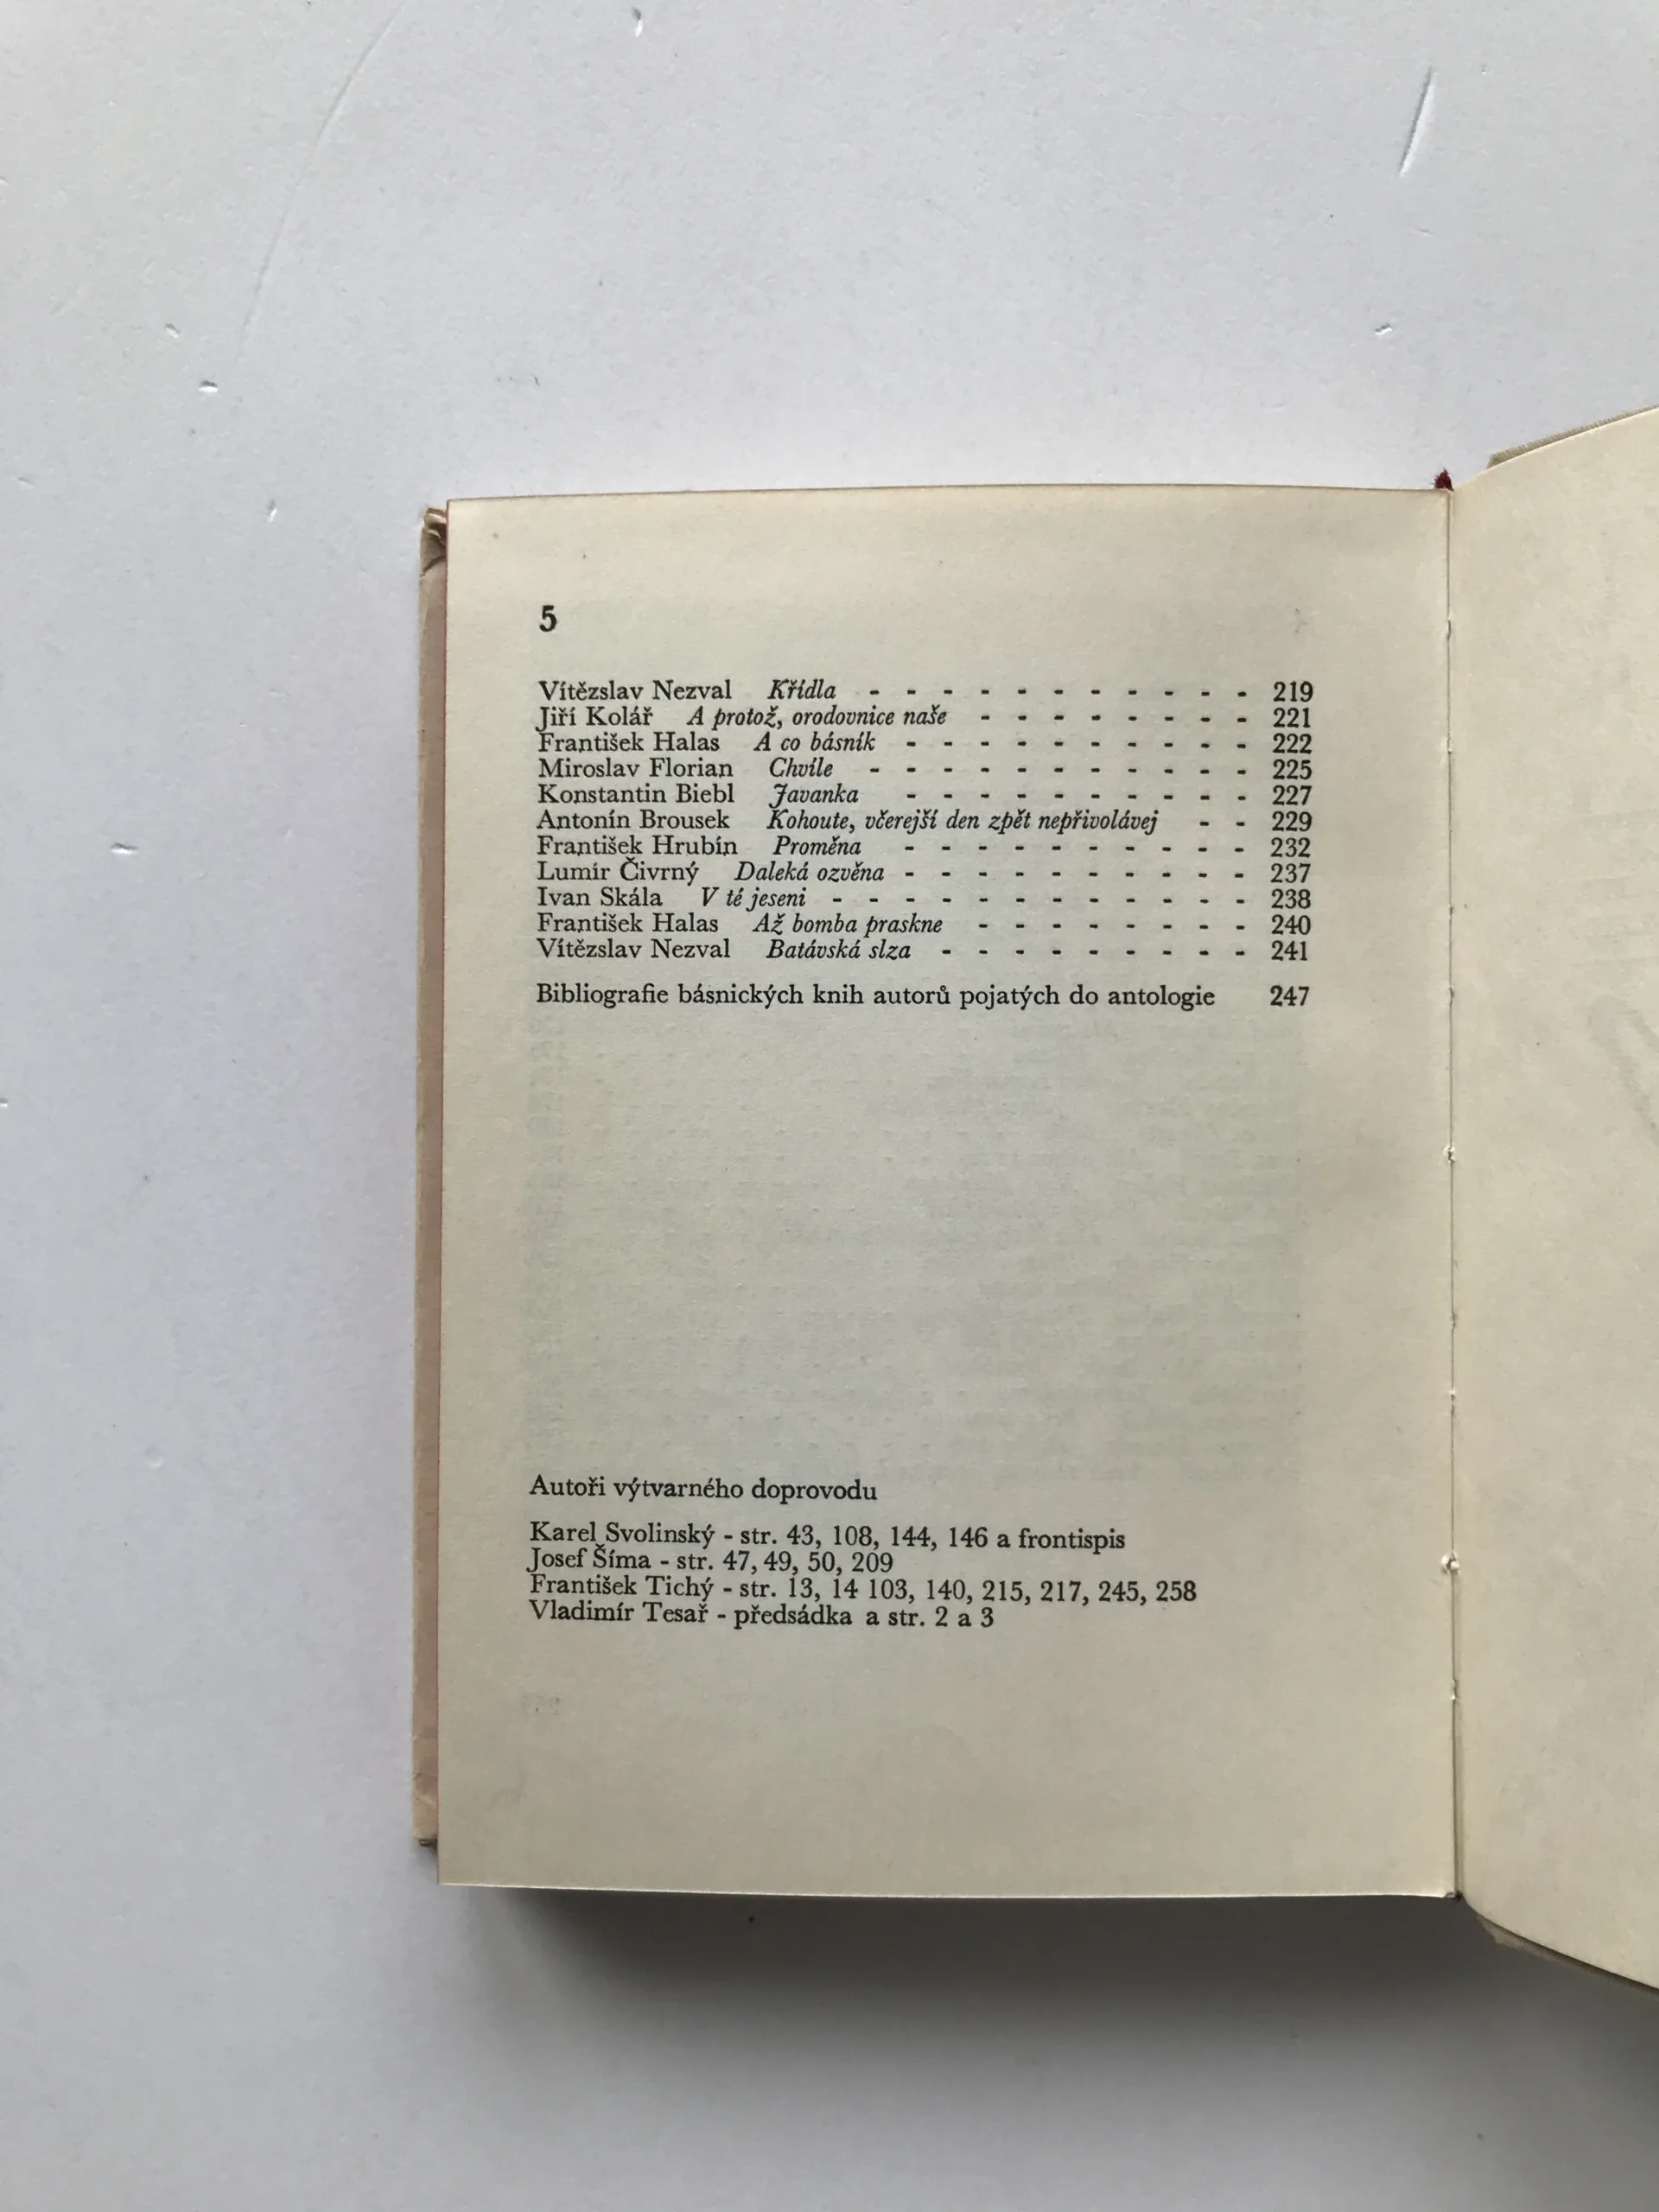 5
Vítězslav Nezval Křídla - - - - - - - - - - - 219
Jiří Kolář A protož, orodovnice naše - - - - - - - - 221
František Halas A co básník - - - - - - - - - - 222
Miroslav Florian Chvíle - - - - - - - - - - - 225
Konstantin Biebl Javanka - - - - - - - - - - 227
Antonín Brousek Kohoute, včerejší den zpět nepřivolávej - - 229
František Hrubín Proměna - - - - - - - - - - 232
Lumír Čivrný Daleká ozvěna - - - - - - - - - - 237
Ivan Skála V té jeseni - - - - - - - - - - - - 238
František Halas Až bomba praskne - - - - - - - - 240
Vítězslav Nezval Batávská slza - - - - - - - - - 241
Bibliografie básnických knih autorů pojatých do antologie 247
Autoři výtvarného doprovodu
Karel Svolinský - str. 43, 108, 144, 146 a frontispis
Josef Šíma - str. 47, 49, 50, 209
František Tichý - str. 13, 14 103, 140, 215, 217, 245, 258
Vladimír Tesař - předsádka a str. 2 a 3